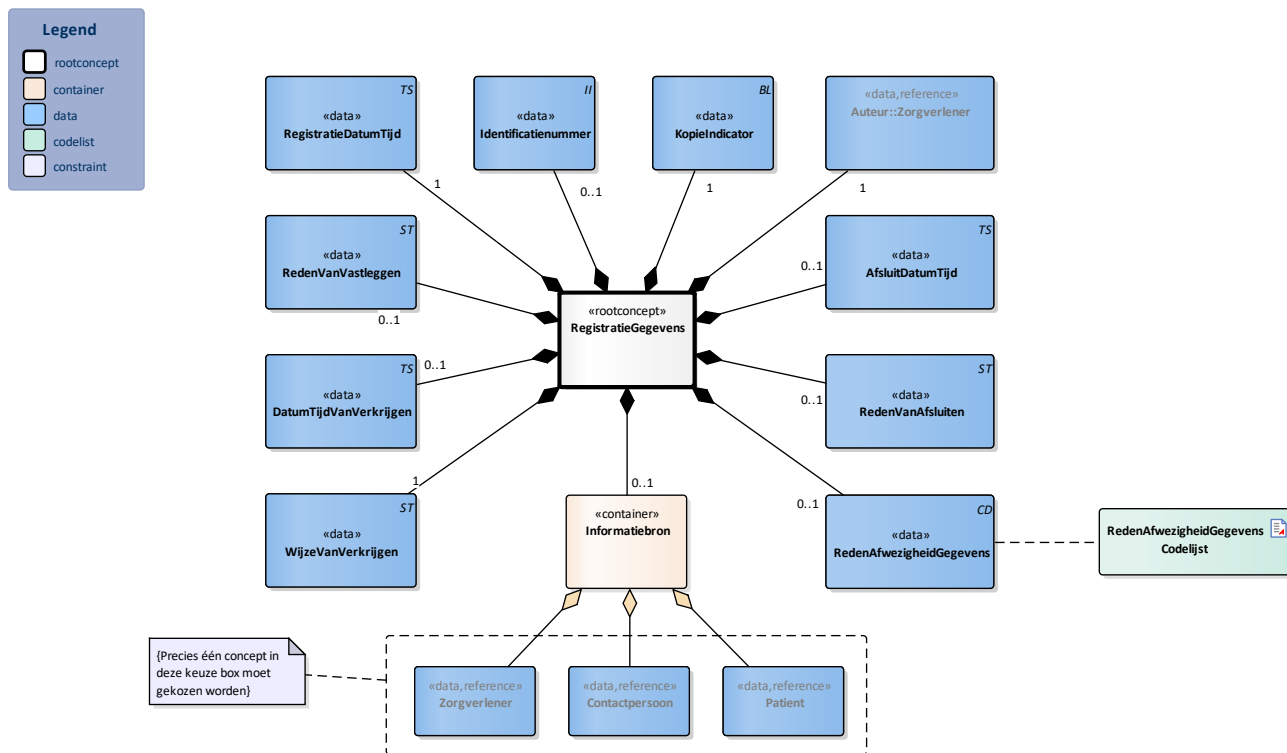 Legend
rootconcept
container
data
codelist
constraint
TS
«data»
RegistratieDatumTijd
II
«data»
Identificatienummer
BL
«data»
KopieIndicator
«data,reference»
Auteur::Zorgverlener
1
0..1
1
1
ST
«data»
RedenVanVastleggen
0..1
TS
«data»
AfsluitDatumTijd
0..1
«rootconcept»
RegistratieGegevens
TS
«data»
DatumTijdVanVerkrijgen
0..1
ST
«data»
RedenVanAfsluiten
0..1
ST
«data»
WijzeVanVerkrijgen
1
0..1
«container»
Informatiebron
0..1
CD
«data»
RedenAfwezigheidGegevens
RedenAfwezigheidGegevens
Codelijst
{Precies één concept in
deze keuze box moet
gekozen worden}
«data,reference»
Zorgverlener
«data,reference»
Contactpersoon
«data,reference»
Patient